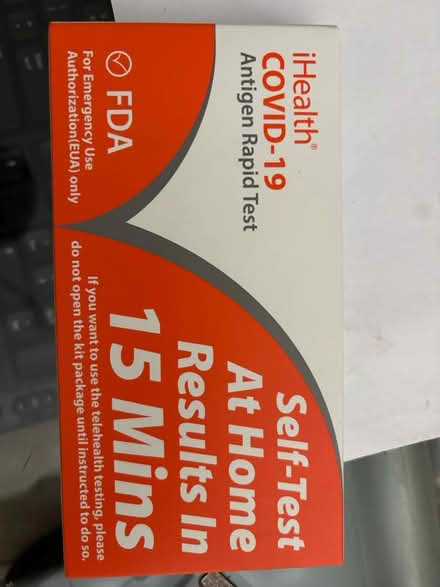 iHealth®
COVID-19
Antigen Rapid Test
FDA
For Emergency Use
Authorization(EUA) only
Self-Test
At Home
Results In
15 Mins
If you want to use the telehealth testing, please
do not open the kit package until instructed to do so.